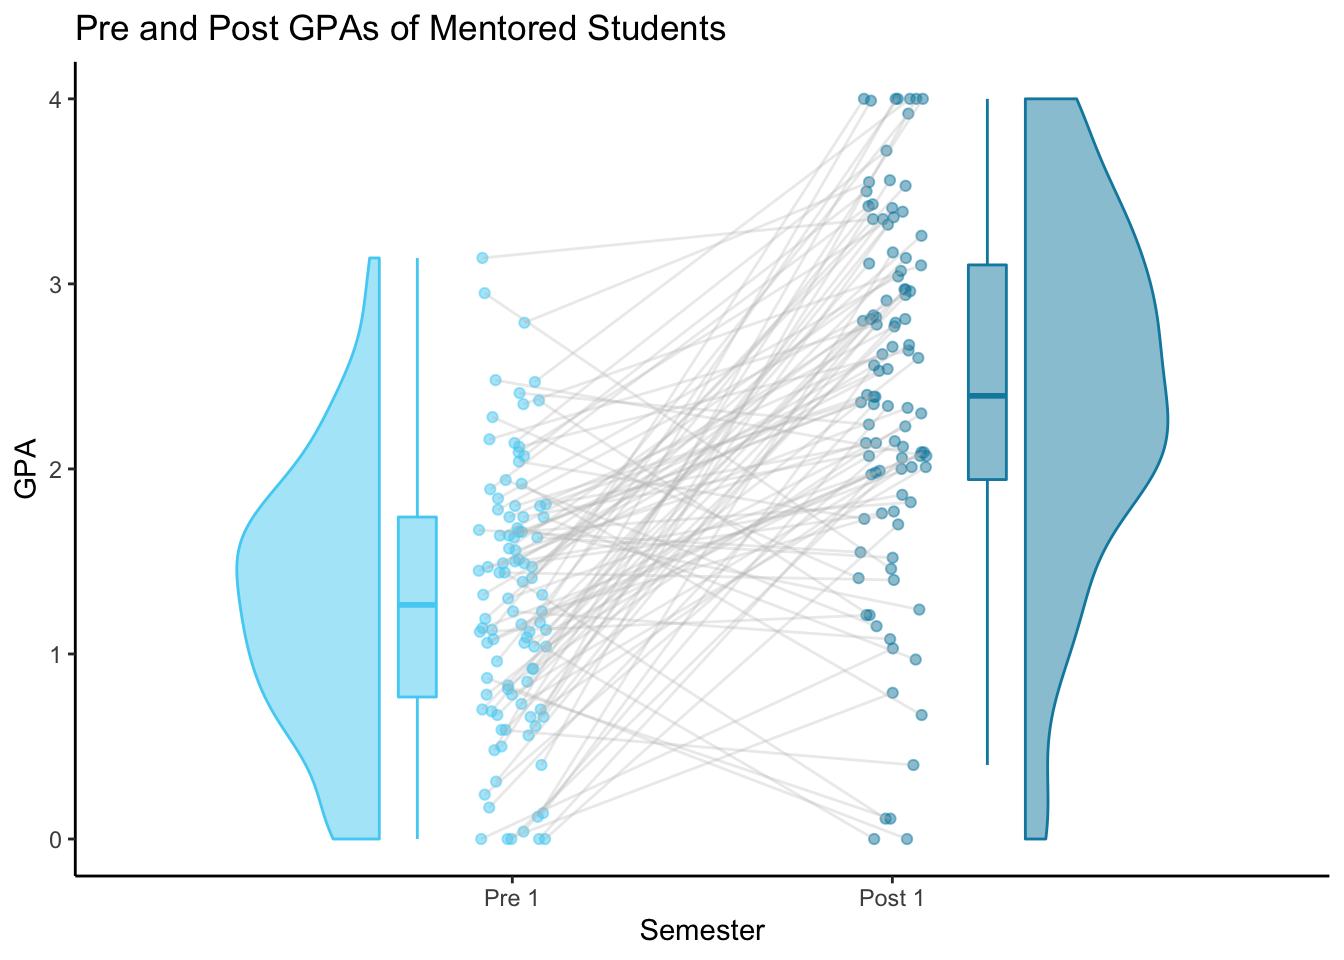 Pre and Post GPAs of Mentored Students
4
3
2
1
0
GPA
Pre 1
Post 1
Semester